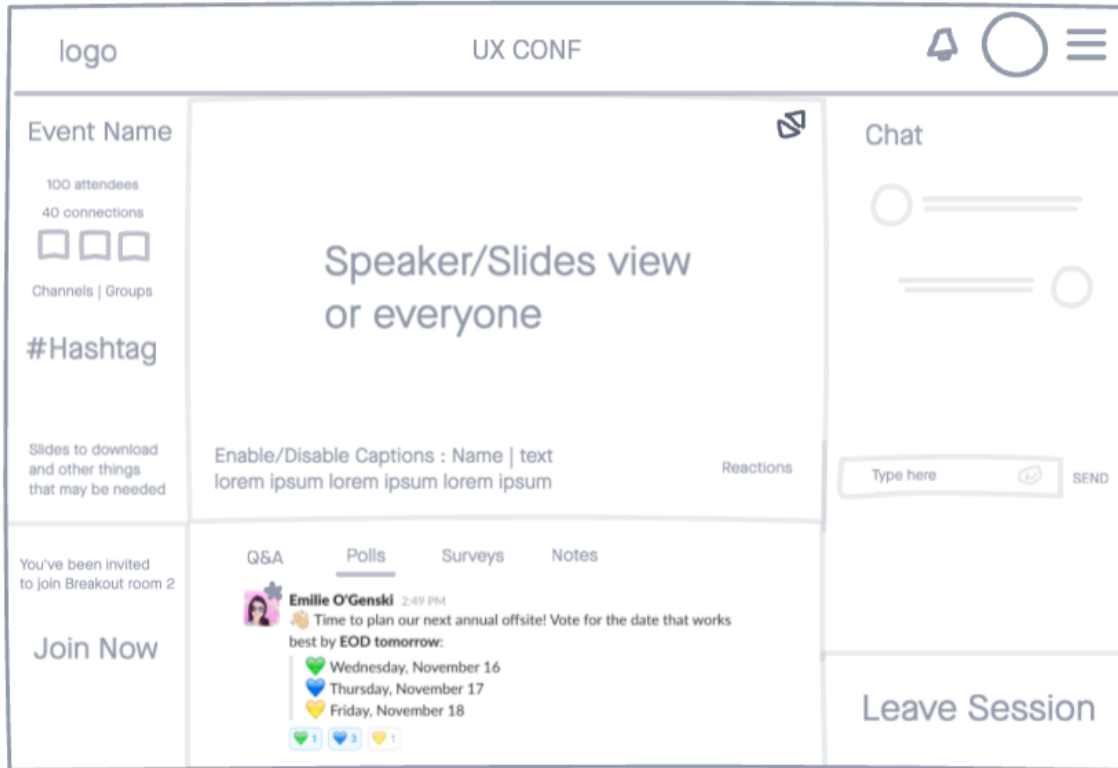 logo
UX CONF
Event Name
100 attendees
40 connections
Channels | Groups
#Hashtag
Slides to download
and other things
that may be needed
You've been invited
to join Breakout room 2
Join Now
Speaker/Slides view
or everyone
Enable/Disable Captions : Name | text
lorem ipsum lorem ipsum lorem ipsum
Reactions
Q&A Polls Surveys Notes
Emilie O'Genski 2:49 PM
👋 Time to plan our next annual offsite! Vote for the date that works
best by EOD tomorrow:
💚 Wednesday, November 16
💙 Thursday, November 17
💛 Friday, November 18
💚 1 💙 3 💛 1
Chat
Type here
SEND
Leave Session